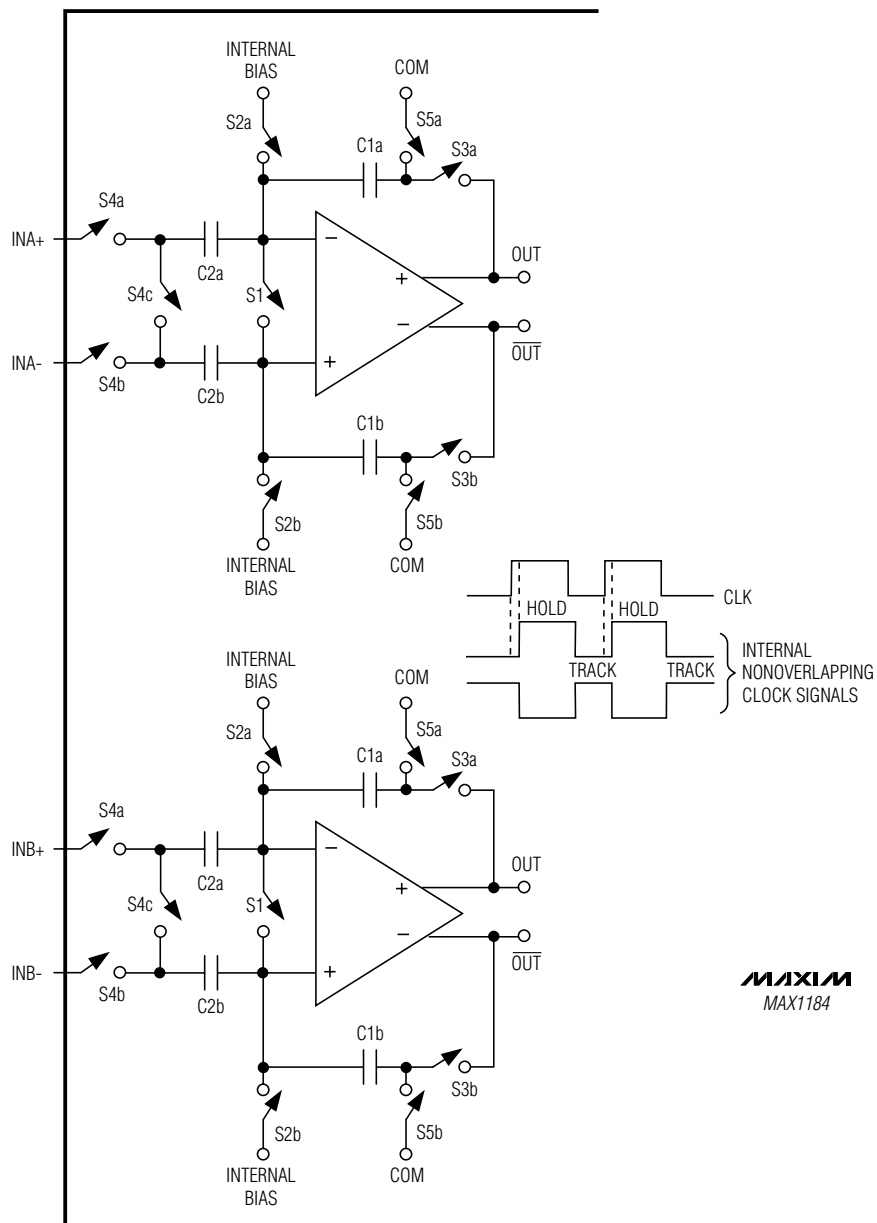 INTERNAL
BIAS
COM
S2a
S5a
C1a
S3a
S4a
INA+
C2a
−
OUT
+
S4c
S1
−
OUT
INA-
+
S4b
C2b
C1b
S3b
S2b
S5b
INTERNAL
BIAS
COM
CLK
HOLD
HOLD
TRACK
TRACK
INTERNAL
NONOVERLAPPING
CLOCK SIGNALS
INTERNAL
BIAS
COM
S2a
S5a
C1a
S3a
S4a
INB+
C2a
−
OUT
+
S4c
S1
−
OUT
INB-
+
S4b
C2b
C1b
S3b
S2b
S5b
INTERNAL
BIAS
COM
MAXIM
MAX1184